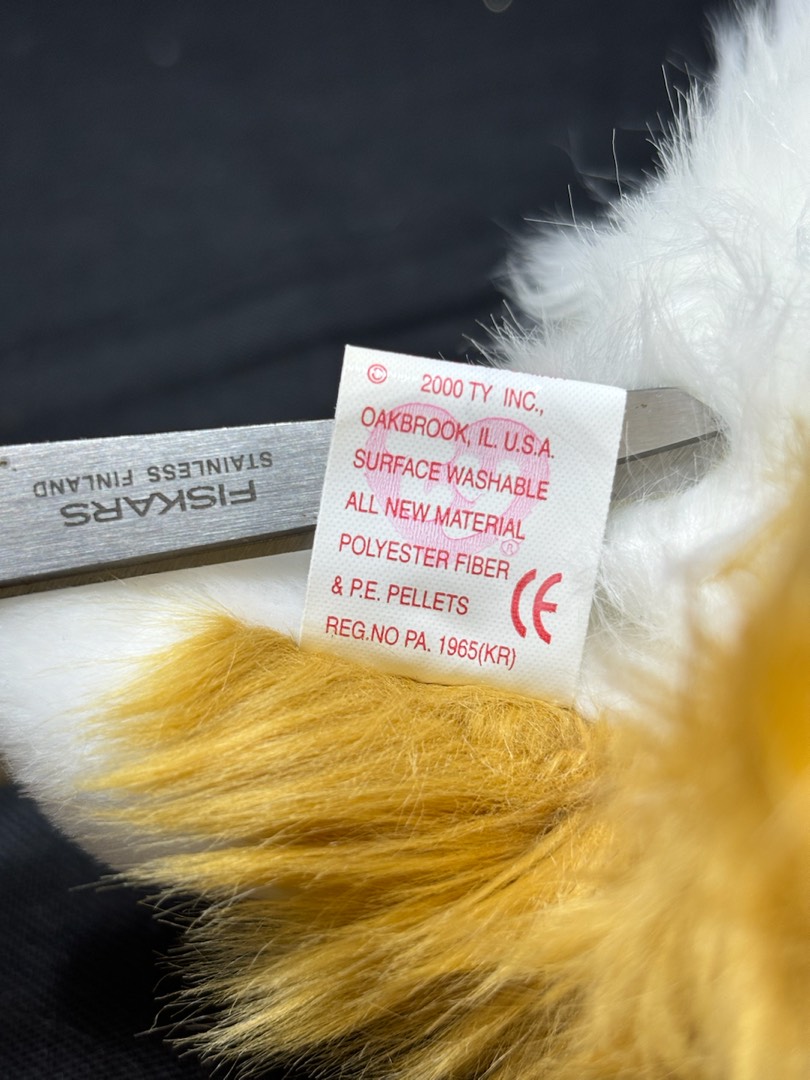 © 2000 TY INC.,
OAKBROOK, IL. U.S.A.
SURFACE WASHABLE
ALL NEW MATERIAL
POLYESTER FIBER
& P.E. PELLETS
REG.NO PA. 1965(KR)
CE
®
FISKARS
STAINLESS FINLAND